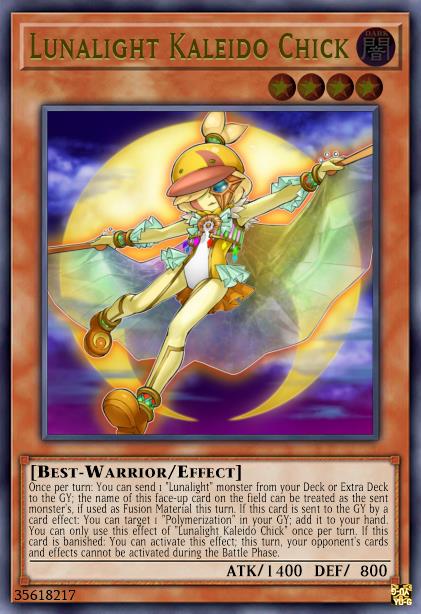 LUNALIGHT KALEIDO CHICK
DARK
闇
[BEST-WARRIOR/EFFECT]
Once per turn: You can send 1 "Lunalight" monster from your Deck or Extra Deck
to the GY; the name of this face-up card on the field can be treated as the sent
monster's, if used as Fusion Material this turn. If this card is sent to the GY by a
card effect: You can target 1 "Polymerization" in your GY; add it to your hand.
You can only use this effect of "Lunalight Kaleido Chick" once per turn. If this
card is banished: You can activate this effect; this turn, your opponent's cards
and effects cannot be activated during the Battle Phase.
ATK/1400 DEF/ 800
35618217